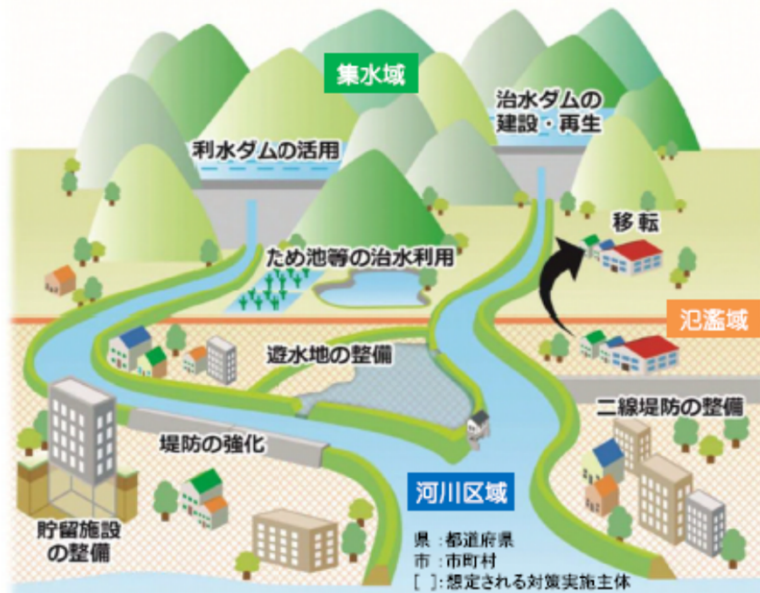 集水域
治水ダムの
建設・再生
利水ダムの活用
移転
ため池等の治水利用
氾濫域
遊水地の整備
二線堤防の整備
堤防の強化
河川区域
貯留施設
の整備
県：都道府県
市：市町村
[ ]：想定される対策実施主体